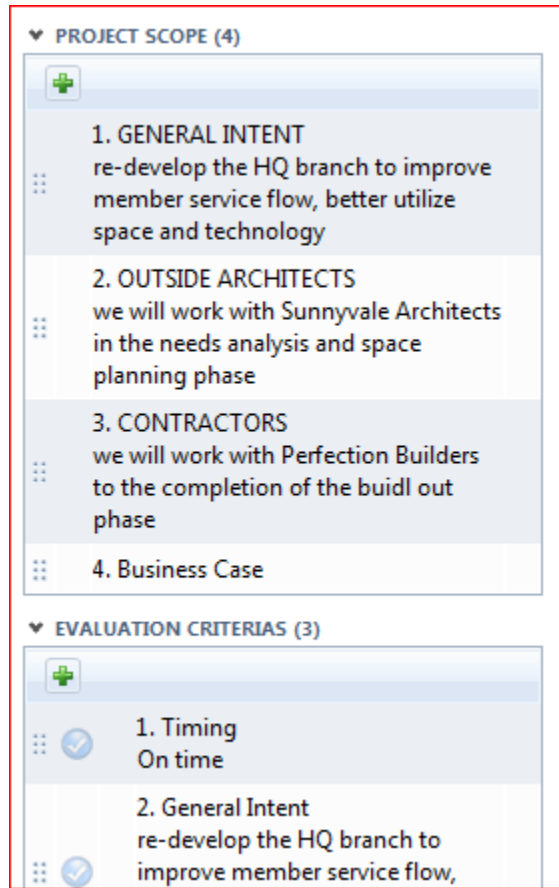 PROJECT SCOPE (4)
1. GENERAL INTENT
re-develop the HQ branch to improve
member service flow, better utilize
space and technology
2. OUTSIDE ARCHITECTS
we will work with Sunnyvale Architects
in the needs analysis and space
planning phase
3. CONTRACTORS
we will work with Perfection Builders
to the completion of the buidl out
phase
4. Business Case
EVALUATION CRITERIAS (3)
1. Timing
On time
2. General Intent
re-develop the HQ branch to
improve member service flow,